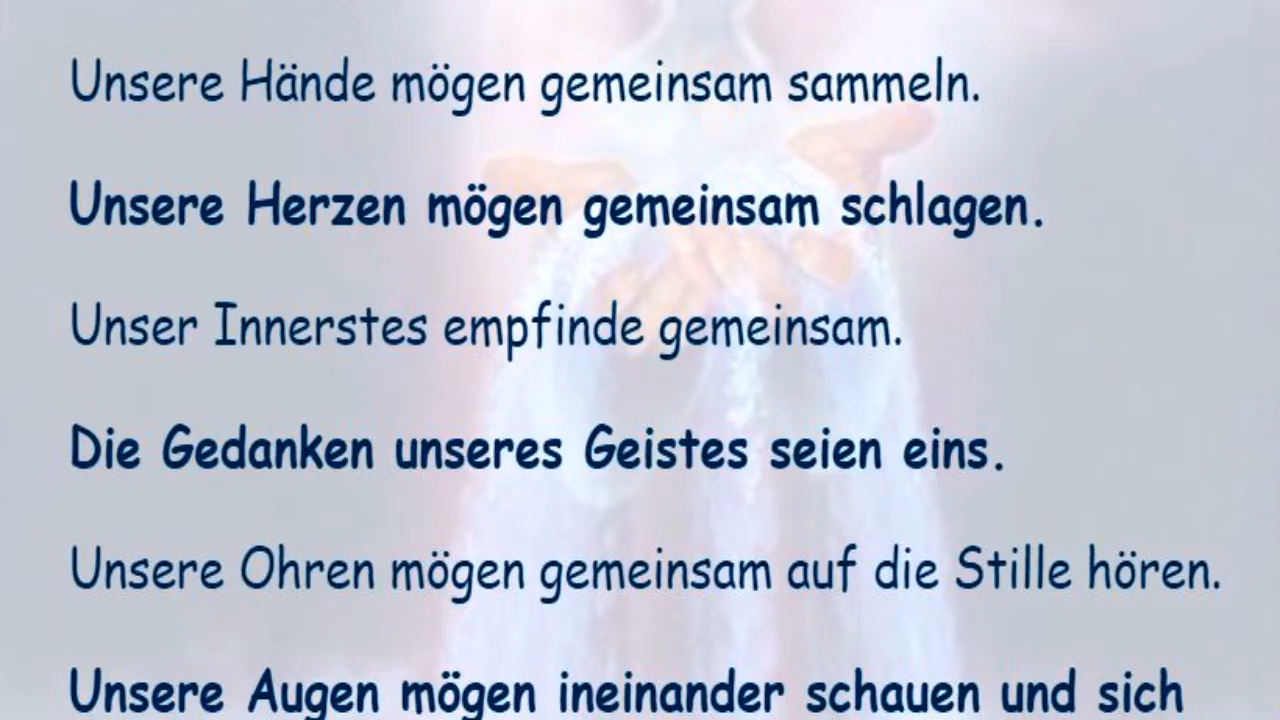 Unsere Hände mögen gemeinsam sammeln.
Unsere Herzen mögen gemeinsam schlagen.
Unser Innerstes empfinde gemeinsam.
Die Gedanken unseres Geistes seien eins.
Unsere Ohren mögen gemeinsam auf die Stille hören.
Unsere Augen mögen ineinander schauen und sich